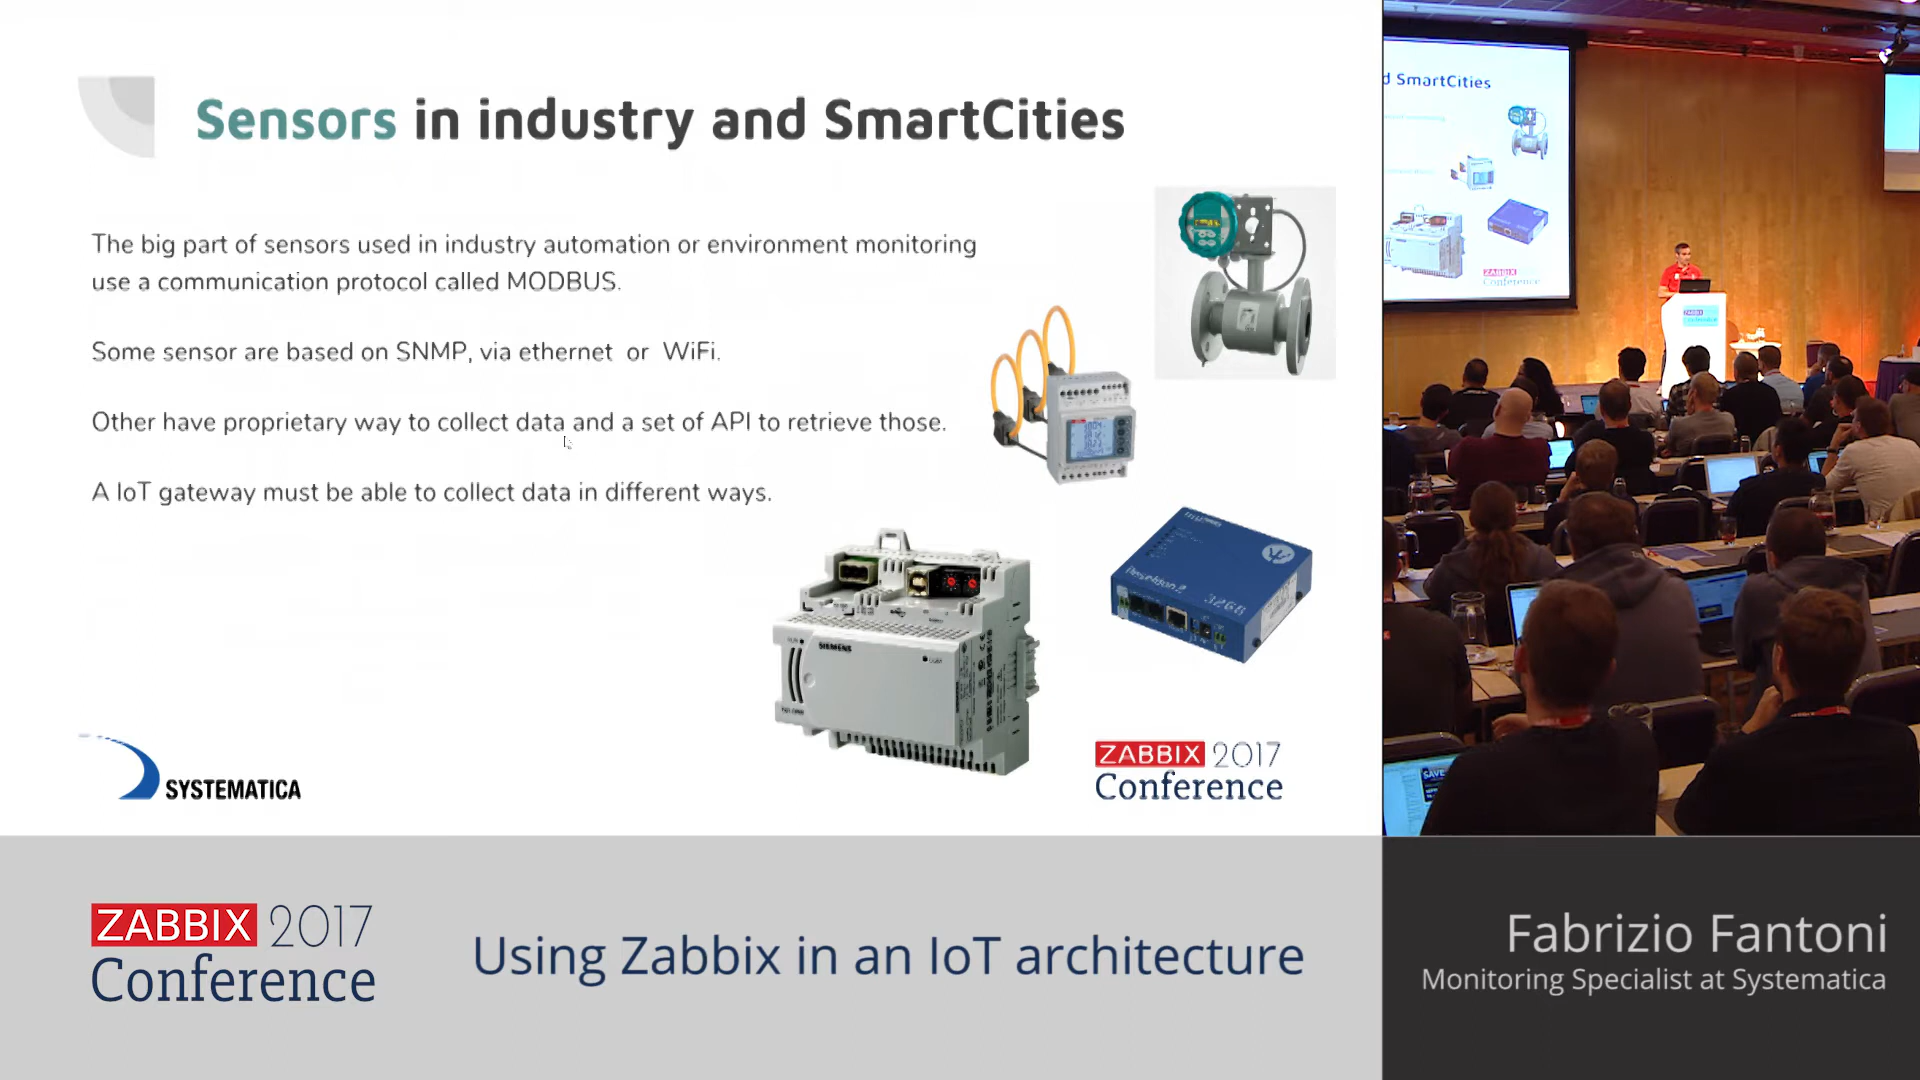 Sensors in industry and SmartCities
The big part of sensors used in industry automation or environment monitoring
use a communication protocol called MODBUS.
Some sensor are based on SNMP, via ethernet or WiFi.
Other have proprietary way to collect data and a set of API to retrieve those.
A IoT gateway must be able to collect data in different ways.
SIEMENS
32GB
SYSTEMATICA
ZABBIX 2017
Conference
d SmartCities
ZABBIX
Conference
ZABBIX 2017
Conference
Using Zabbix in an IoT architecture
Fabrizio Fantoni
Monitoring Specialist at Systematica